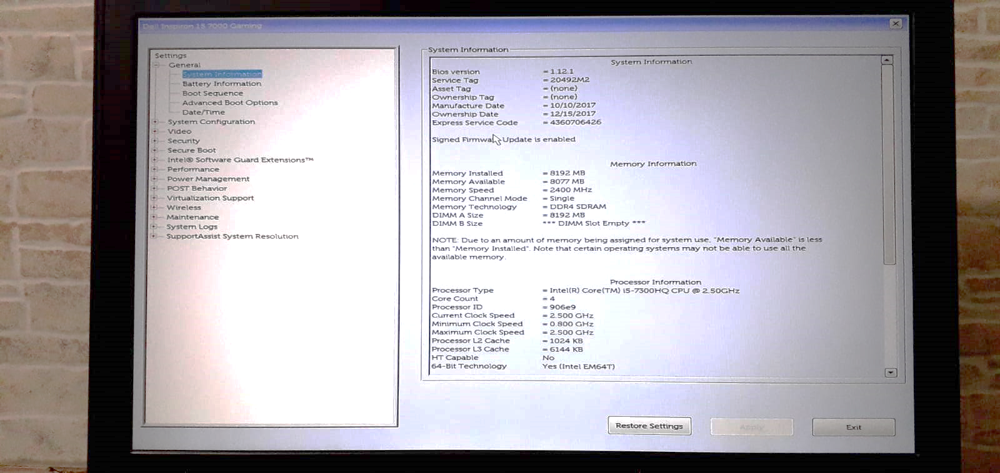 Dell Inspiron 15 7000 Gaming
Settings
General
System Information
Battery Information
Boot Sequence
Advanced Boot Options
Date/Time
System Configuration
Video
Security
Secure Boot
Intel® Software Guard Extensions™
Performance
Power Management
POST Behavior
Virtualization Support
Wireless
Maintenance
System Logs
SupportAssist System Resolution
System Information
System Information
Bios version = 1.12.1
Service Tag = 20492M2
Asset Tag = (none)
Ownership Tag = (none)
Manufacture Date = 10/10/2017
Ownership Date = 12/15/2017
Express Service Code = 4360706426
Signed Firmware Update is enabled
Memory Information
Memory Installed = 8192 MB
Memory Available = 8077 MB
Memory Speed = 2400 MHz
Memory Channel Mode = Single
Memory Technology = DDR4 SDRAM
DIMM A Size = 8192 MB
DIMM B Size *** DIMM Slot Empty ***
NOTE: Due to an amount of memory being assigned for system use, "Memory Available" is less
than "Memory Installed". Note that certain operating systems may not be able to use all the
available memory.
Processor Information
Processor Type = Intel(R) Core(TM) i5-7300HQ CPU @ 2.50GHz
Core Count = 4
Processor ID = 906e9
Current Clock Speed = 2.500 GHz
Minimum Clock Speed = 0.800 GHz
Maximum Clock Speed = 2.500 GHz
Processor L2 Cache = 1024 KB
Processor L3 Cache = 6144 KB
HT Capable No
64-Bit Technology Yes (Intel EM64T)
Restore Settings
Apply
Exit